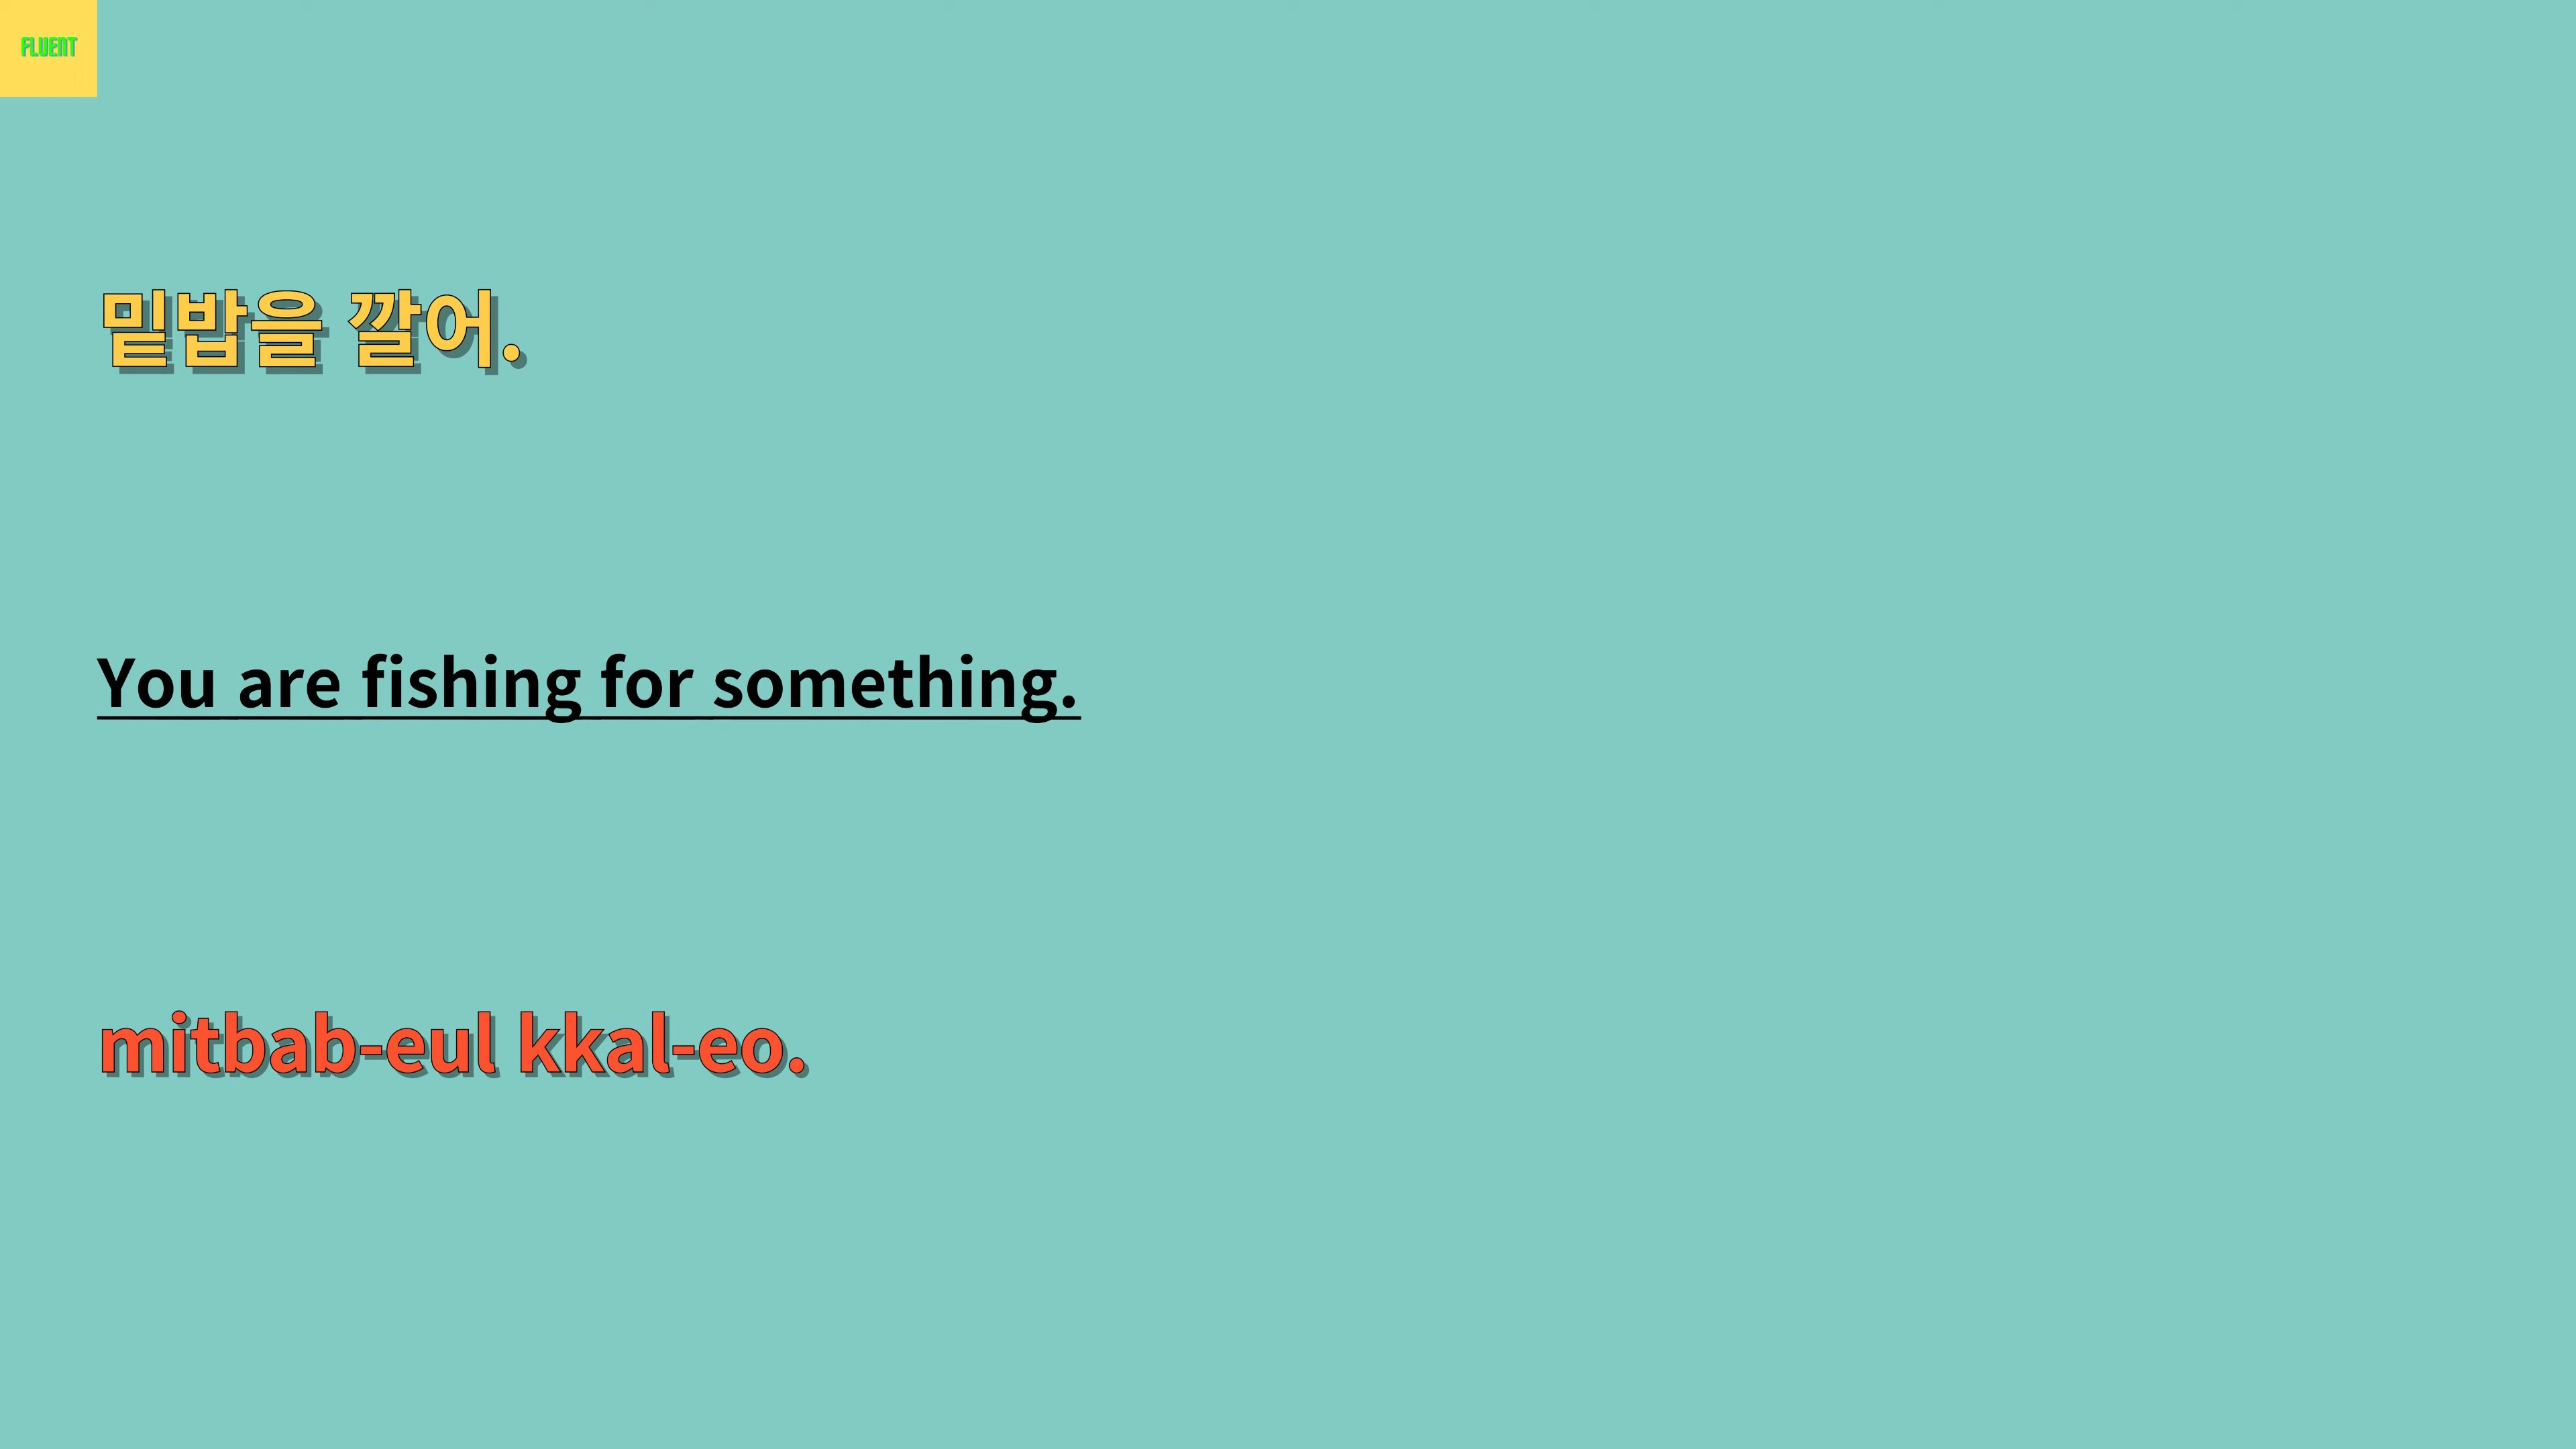 FLUENT
밑밥을 깔어.
You are fishing for something.
mitbab-eul kkal-eo.